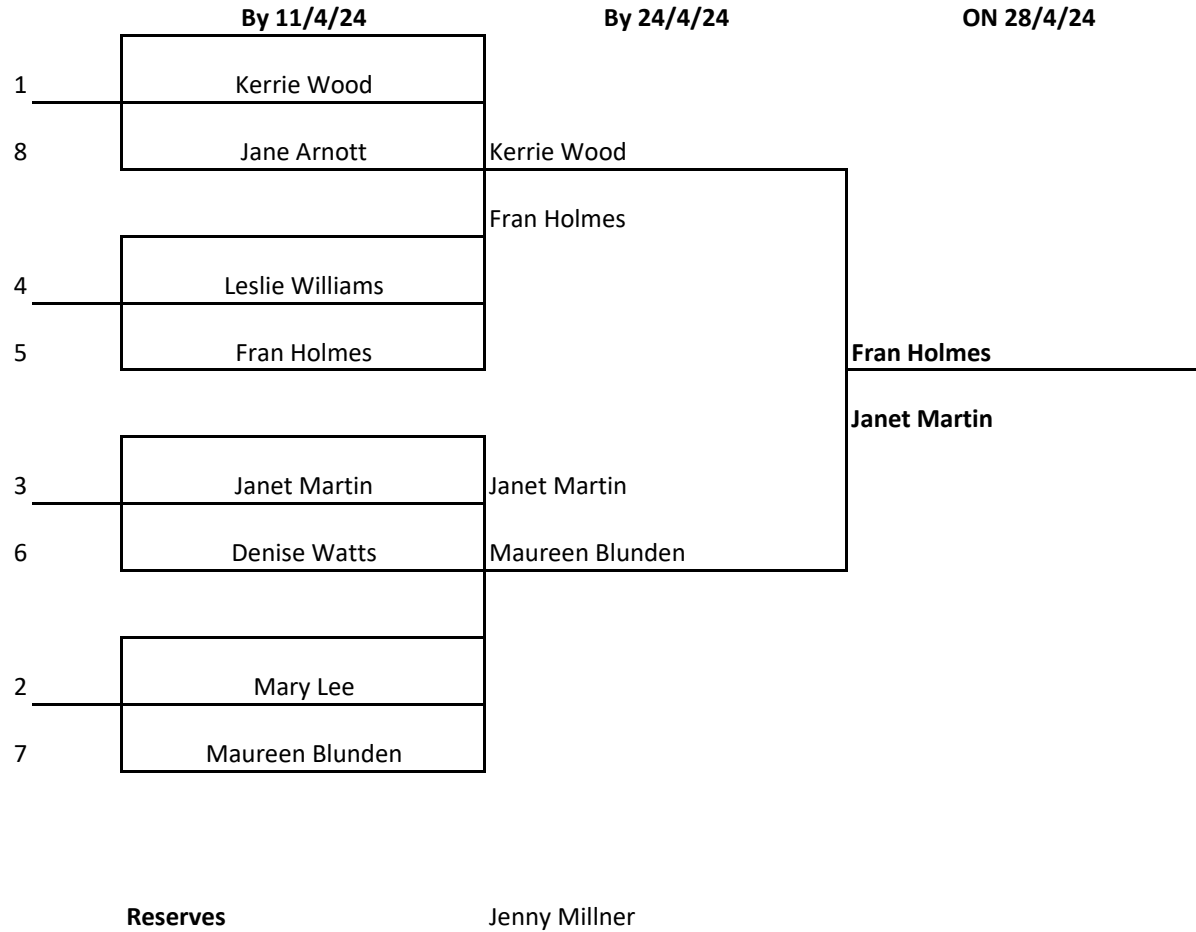 By 11/4/24 By 24/4/24 ON 28/4/24
1 Kerrie Wood
8 Jane Arnott Kerrie Wood
Fran Holmes
4 Leslie Williams
5 Fran Holmes Fran Holmes
Janet Martin
3 Janet Martin Janet Martin
6 Denise Watts Maureen Blunden
2 Mary Lee
7 Maureen Blunden
Reserves Jenny Millner